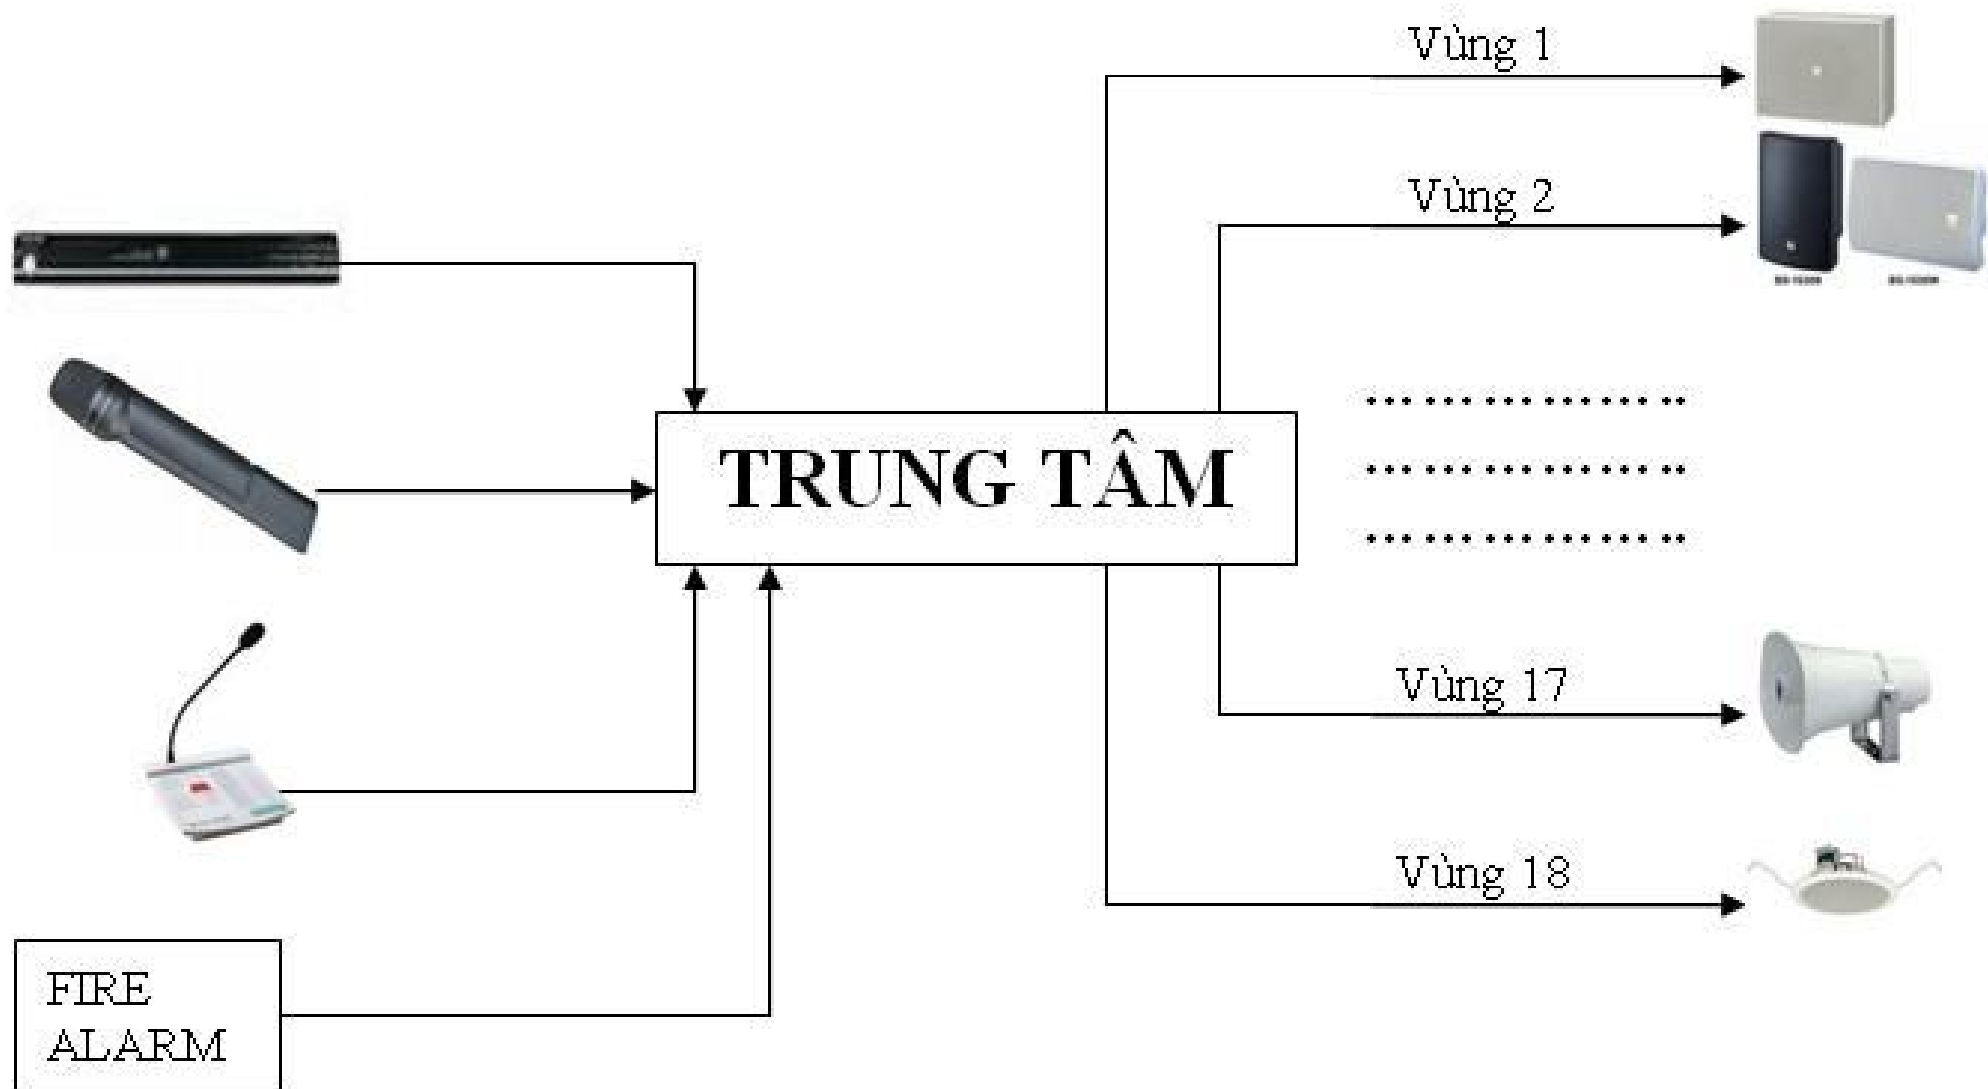 Vùng 1
Vùng 2
TRUNG TÂM
Vùng 17
Vùng 18
FIRE
ALARM